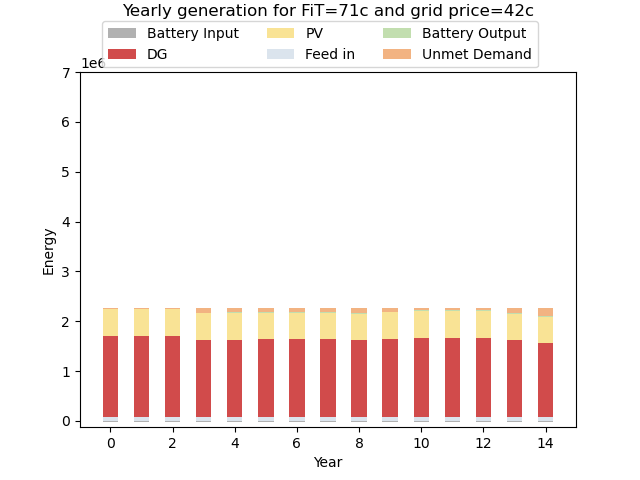 Yearly generation for FiT=71c and grid price=42c
Battery Input
PV
Battery Output
DG
Feed in
Unmet Demand
1e6
7
6
5
4
3
2
1
0
Energy
0
2
4
6
8
10
12
14
Year